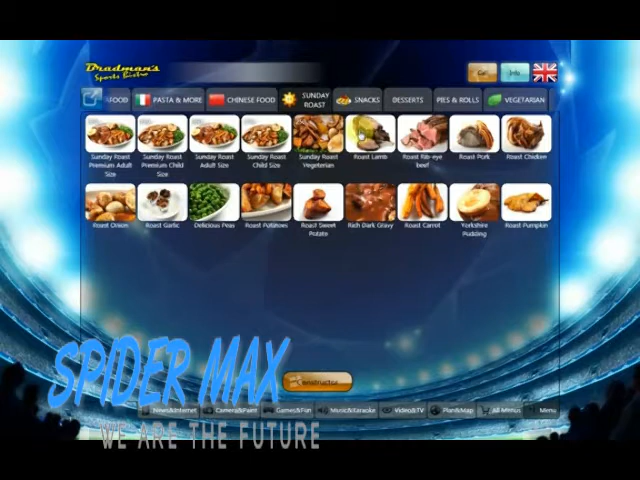 Bradman's
Sports Bistro
Call
Info
FOOD
PASTA & MORE
CHINESE FOOD
SUNDAY
ROAST
SNACKS
DESSERTS
PIES & ROLLS
VEGETARIAN
Sunday Roast
Premium Adult
Size
Sunday Roast
Premium Child
Size
Sunday Roast
Adult Size
Sunday Roast
Child Size
Sunday Roast
Vegeterian
Roast Lamb
Roast Rib-eye
beef
Roast Pork
Roast Chicken
Roast Onion
Roast Garlic
Delicious Peas
Roast Potatoes
Roast Sweet
Potato
Rich Dark Gravy
Roast Carrot
Yorkshire
Pudding
Roast Pumpkin
SPIDER MAX
Constructor
News&Internet
Camera&Paint
Games&Fun
Music&Karaoke
Video&TV
Plan&Map
All Menus
Menu
WE ARE THE FUTURE